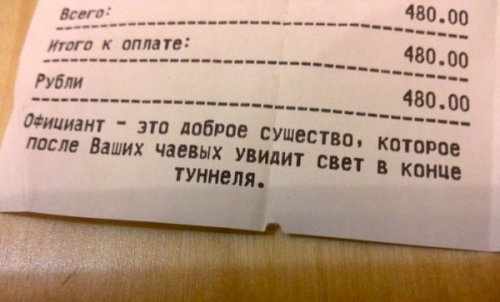 Всего: 480.00
Итого к оплате: 480.00
Рубли 480.00
Официант - это доброе существо, которое
после Ваших чаевых увидит свет в конце
туннеля.